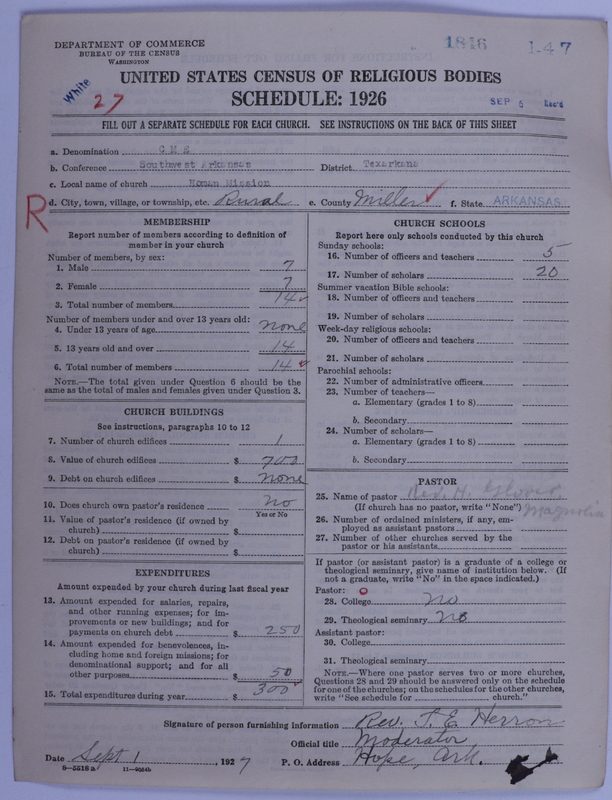 DEPARTMENT OF COMMERCE
BUREAU OF THE CENSUS
WASHINGTON
1816
1-47
White
27
UNITED STATES CENSUS OF RELIGIOUS BODIES
SCHEDULE: 1926
SEP 6 Rec'd
FILL OUT A SEPARATE SCHEDULE FOR EACH CHURCH. SEE INSTRUCTIONS ON THE BACK OF THIS SHEET
a. Denomination C M E
b. Conference Southwest Arkansas District Texarkana
c. Local name of church Homan Mission
R
d. City, town, village, or township, etc. Rural e. County Miller f. State ARKANSAS
MEMBERSHIP
Report number of members according to definition of
member in your church
Number of members, by sex:
1. Male 7
2. Female 7
3. Total number of members 14
Number of members under and over 13 years old:
4. Under 13 years of age none
5. 13 years old and over 14
6. Total number of members 14
NOTE.—The total given under Question 6 should be the
same as the total of males and females given under Question 3.
CHURCH BUILDINGS
See instructions, paragraphs 10 to 12
7. Number of church edifices 1
8. Value of church edifices $ 700
9. Debt on church edifices $ none
10. Does church own pastor's residence no
Yes or No
11. Value of pastor's residence (if owned by
church) $
12. Debt on pastor's residence (if owned by
church) $
EXPENDITURES
Amount expended by your church during last fiscal year
13. Amount expended for salaries, repairs,
and other running expenses; for im-
provements or new buildings; and for
payments on church debt $ 250
14. Amount expended for benevolences, in-
cluding home and foreign missions; for
denominational support; and for all
other purposes $ 50
15. Total expenditures during year $ 300
CHURCH SCHOOLS
Report here only schools conducted by this church
Sunday schools:
16. Number of officers and teachers 5
17. Number of scholars 20
Summer vacation Bible schools:
18. Number of officers and teachers
19. Number of scholars
Week-day religious schools:
20. Number of officers and teachers
21. Number of scholars
Parochial schools:
22. Number of administrative officers
23. Number of teachers—
a. Elementary (grades 1 to 8)
b. Secondary
24. Number of scholars—
a. Elementary (grades 1 to 8)
b. Secondary
PASTOR
25. Name of pastor Rev. H. Glover
(If church has no pastor, write "None") Magnolia
26. Number of ordained ministers, if any, em-
ployed as assistant pastors
27. Number of other churches served by the
pastor or his assistants
If pastor (or assistant pastor) is a graduate of a college or
theological seminary, give name of institution below. (If
not a graduate, write "No" in the space indicated.)
Pastor:
28. College no
29. Theological seminary no
Assistant pastor:
30. College
31. Theological seminary
NOTE.—Where one pastor serves two or more churches,
Questions 28 and 29 should be answered only on the schedule
for one of the churches; on the schedules for the other churches,
write "See schedule for church."
Signature of person furnishing information Rev. T. E. Herron
Official title Moderator
Date Sept 1 1927 P. O. Address Hope, Ark.
8—5518 a 11—9064b